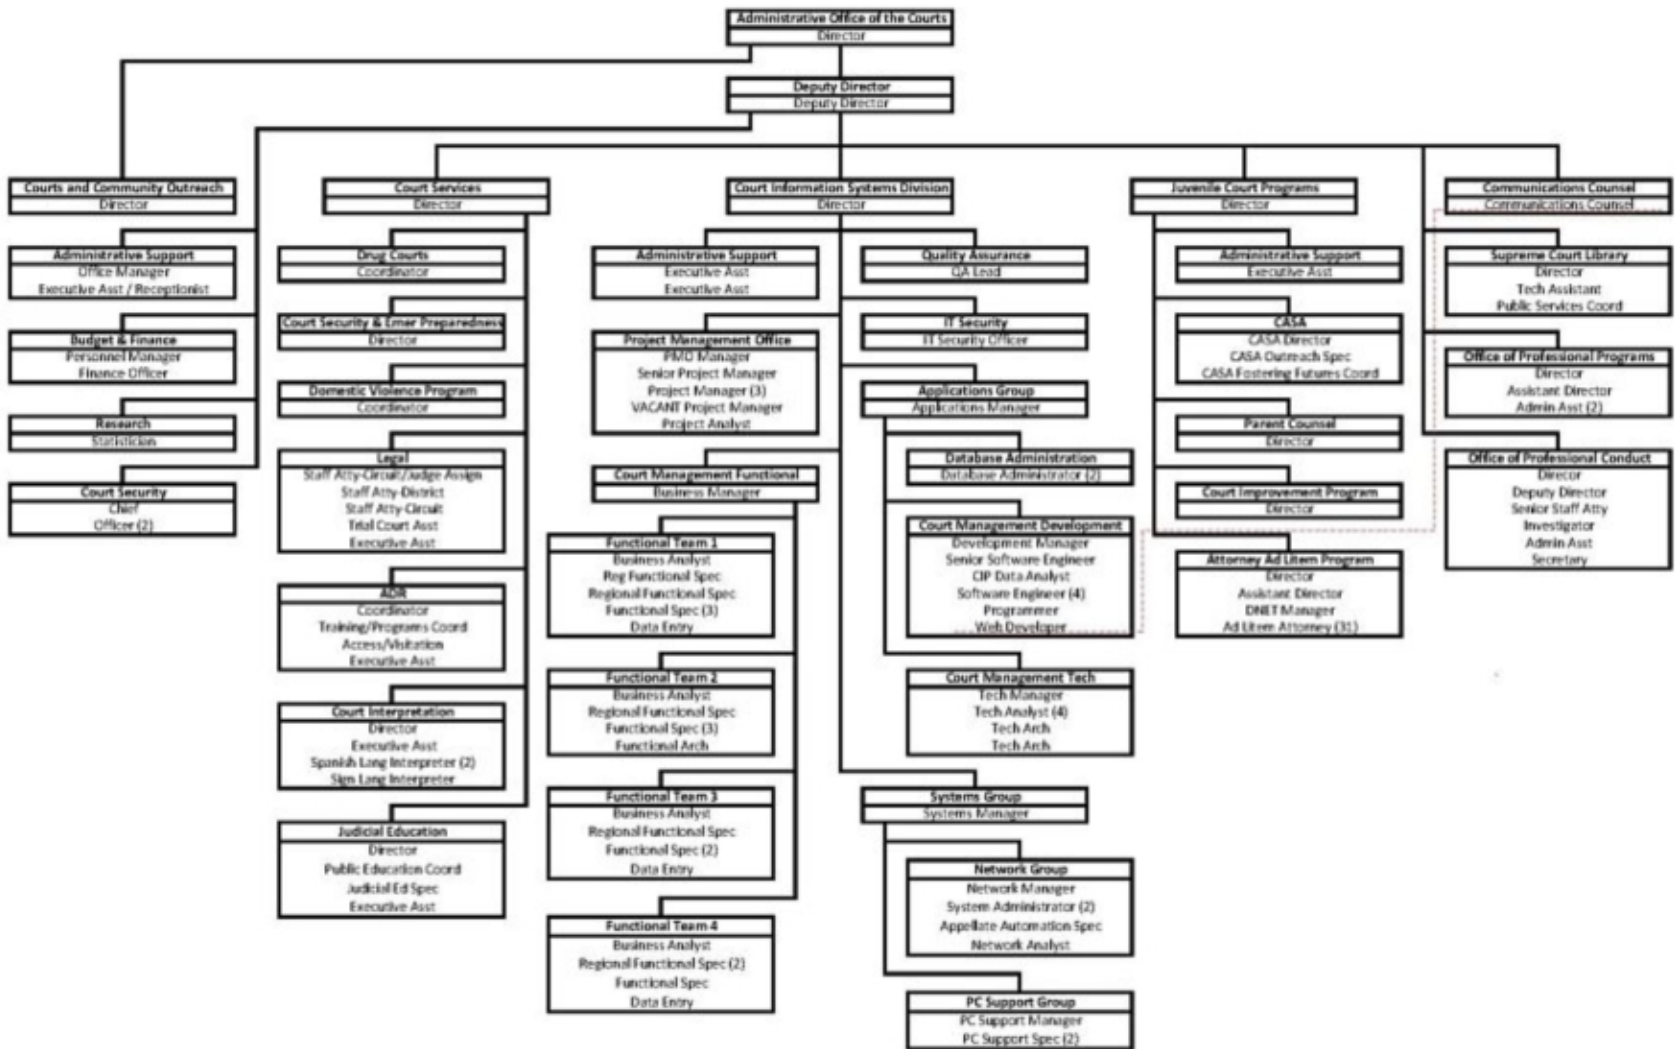 Administrative Office of the Courts
Director
Deputy Director
Deputy Director
Courts and Community Outreach
Director
Administrative Support
Office Manager
Executive Asst / Receptionist
Budget & Finance
Personnel Manager
Finance Officer
Research
Statistician
Court Security
Chief
Officer (2)
Court Services
Director
Drug Courts
Coordinator
Court Security & Emer Preparedness
Director
Domestic Violence Program
Coordinator
Legal
Staff Atty-Circuit/Judge Assign
Staff Atty-District
Staff Atty-Circuit
Trial Court Asst
Executive Asst
ADR
Coordinator
Training/Programs Coord
Access/Visitation
Executive Asst
Court Interpretation
Director
Executive Asst
Spanish Lang Interpreter (2)
Sign Lang Interpreter
Judicial Education
Director
Public Education Coord
Judicial Ed Spec
Executive Asst
Court Information Systems Division
Director
Administrative Support
Executive Asst
Executive Asst
Project Management Office
PMO Manager
Senior Project Manager
Project Manager (3)
VACANT Project Manager
Project Analyst
Court Management Functional
Business Manager
Functional Team 1
Business Analyst
Reg Functional Spec
Regional Functional Spec
Functional Spec (3)
Data Entry
Functional Team 2
Business Analyst
Regional Functional Spec
Functional Spec (3)
Functional Arch
Functional Team 3
Business Analyst
Regional Functional Spec
Functional Spec (2)
Data Entry
Functional Team 4
Business Analyst
Regional Functional Spec (2)
Functional Spec
Data Entry
Quality Assurance
QA Lead
IT Security
IT Security Officer
Applications Group
Applications Manager
Database Administration
Database Administrator (2)
Court Management Development
Development Manager
Senior Software Engineer
CIP Data Analyst
Software Engineer (4)
Programmer
Web Developer
Court Management Tech
Tech Manager
Tech Analyst (4)
Tech Arch
Tech Arch
Systems Group
Systems Manager
Network Group
Network Manager
System Administrator (2)
Appellate Automation Spec
Network Analyst
PC Support Group
PC Support Manager
PC Support Spec (2)
Juvenile Court Programs
Director
Administrative Support
Executive Asst
CASA
CASA Director
CASA Outreach Spec
CASA Fostering Futures Coord
Parent Counsel
Director
Court Improvement Program
Director
Attorney Ad Litem Program
Director
Assistant Director
DNET Manager
Ad Litem Attorney (31)
Communications Counsel
Communications Counsel
Supreme Court Library
Director
Tech Assistant
Public Services Coord
Office of Professional Programs
Director
Assistant Director
Admin Asst (2)
Office of Professional Conduct
Direcor
Deputy Director
Senior Staff Atty
Investigator
Admin Asst
Secretary